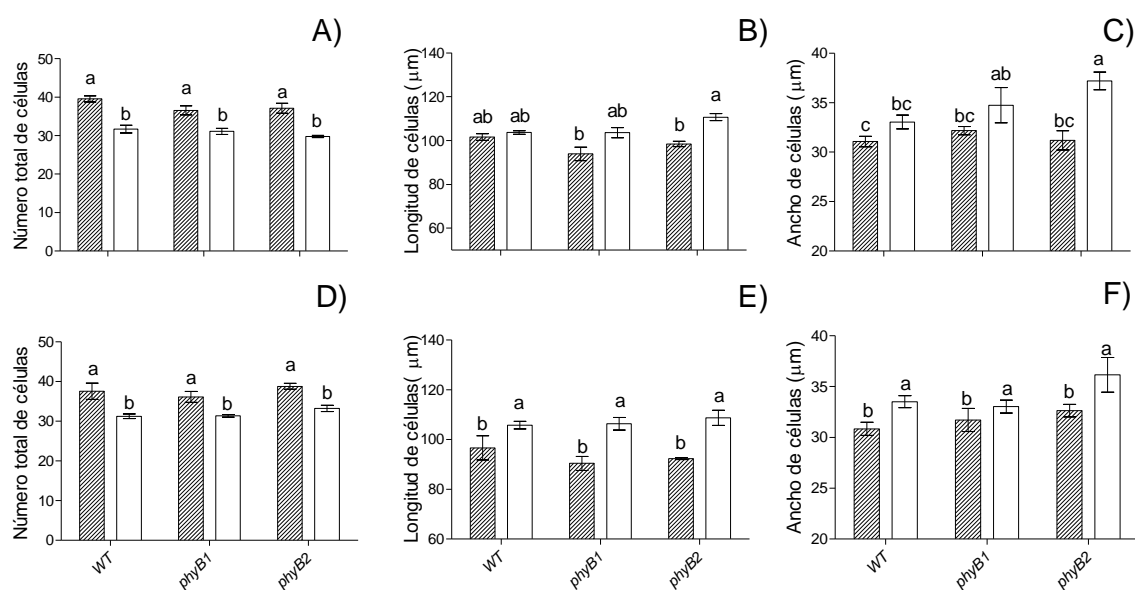 A)
Número total de células
50
40
30
20
10
0
a
b
a
b
a
b
B)
Longitud de células (μm)
140
120
100
80
60
ab
ab
b
ab
b
a
C)
Ancho de células (μm)
40
35
30
25
20
c
bc
bc
ab
bc
a
D)
Número total de células
50
40
30
20
10
0
a
b
a
b
a
b
WT
phyB1
phyB2
E)
Longitud de células( μm)
140
120
100
80
60
b
a
b
a
b
a
WT
phyB1
phyB2
F)
Ancho de células (μm)
40
35
30
25
20
b
a
b
a
b
a
WT
phyB1
phyB2